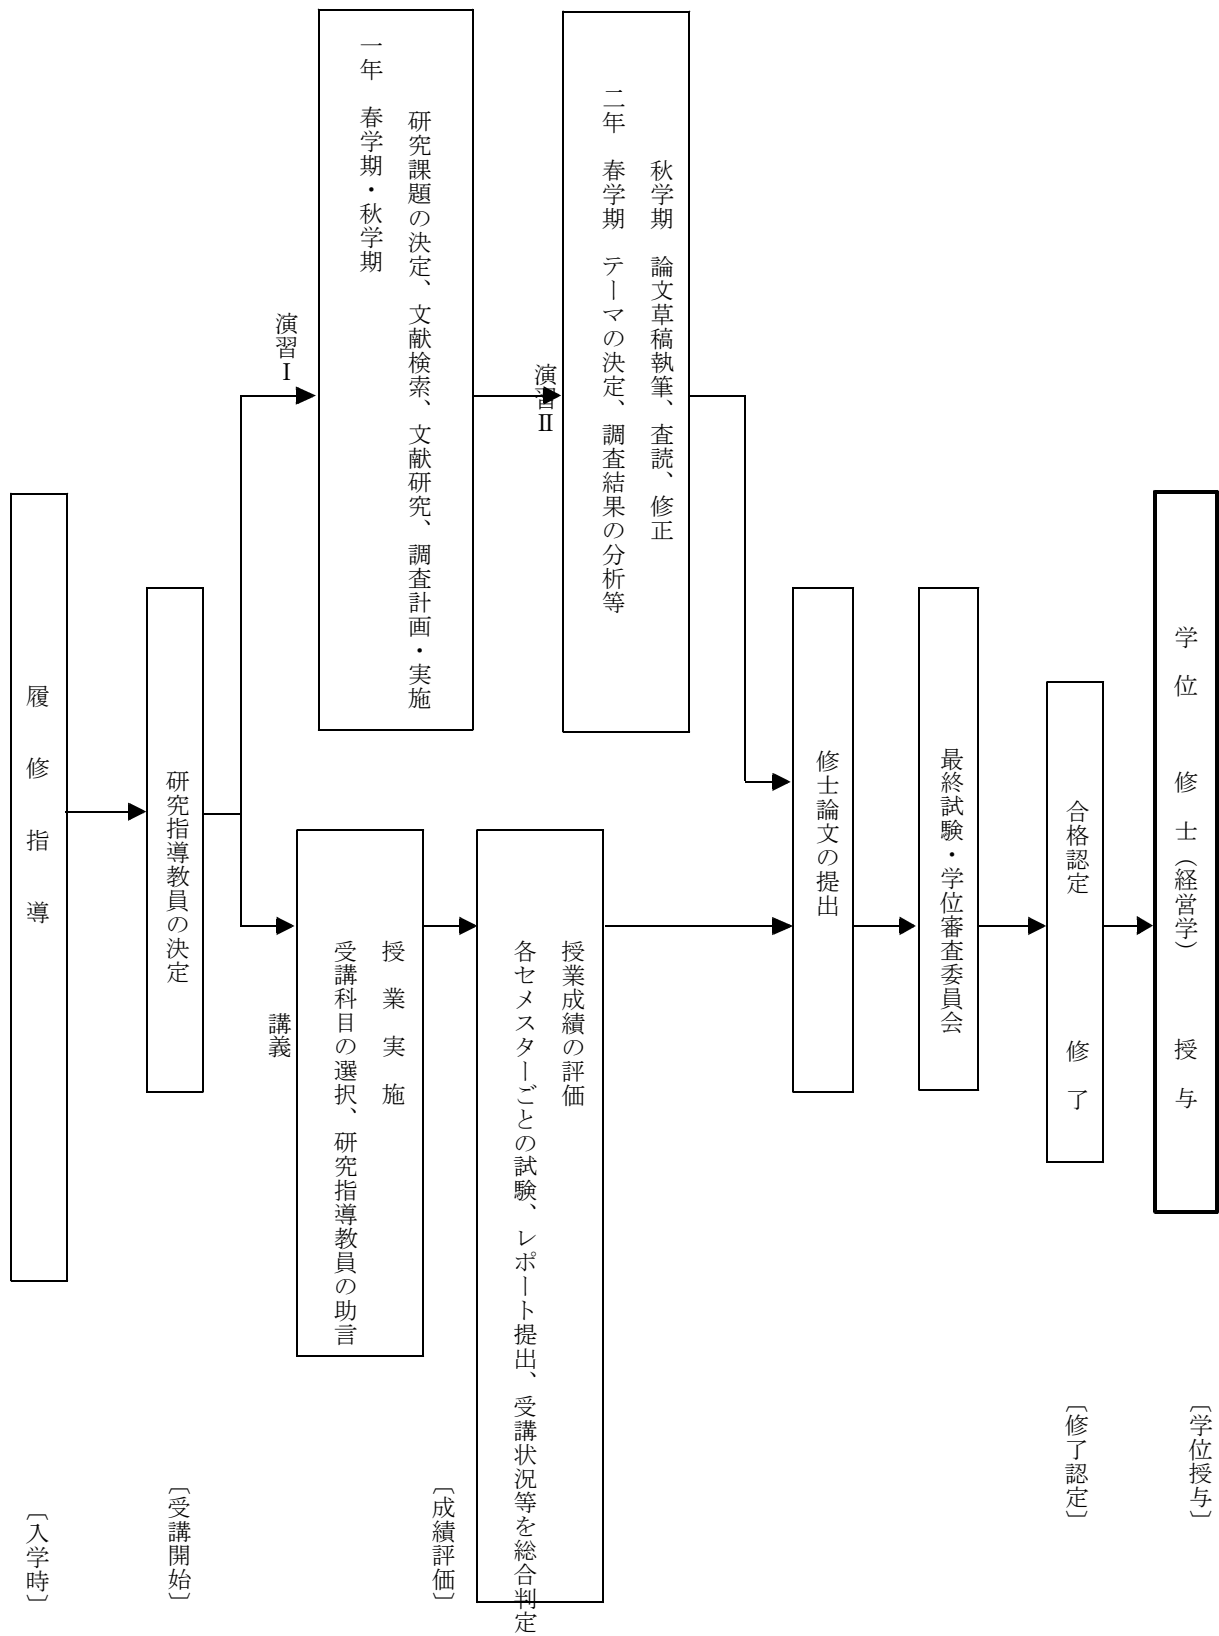 履修指導
〔入学時〕
研究指導教員の決定
〔受講開始〕
演習Ⅰ
一年　春学期・秋学期
研究課題の決定、文献検索、文献研究、調査計画・実施
演習Ⅱ
二年　春学期　テーマの決定、調査結果の分析等
秋学期　論文草稿執筆、査読、修正
講義
授業実施
受講科目の選択、研究指導教員の助言
授業成績の評価
各セメスターごとの試験、レポート提出、受講状況等を総合判定
〔成績評価〕
修士論文の提出
最終試験・学位審査委員会
合格認定　修了
〔修了認定〕
学位　修士（経営学）　授与
〔学位授与〕